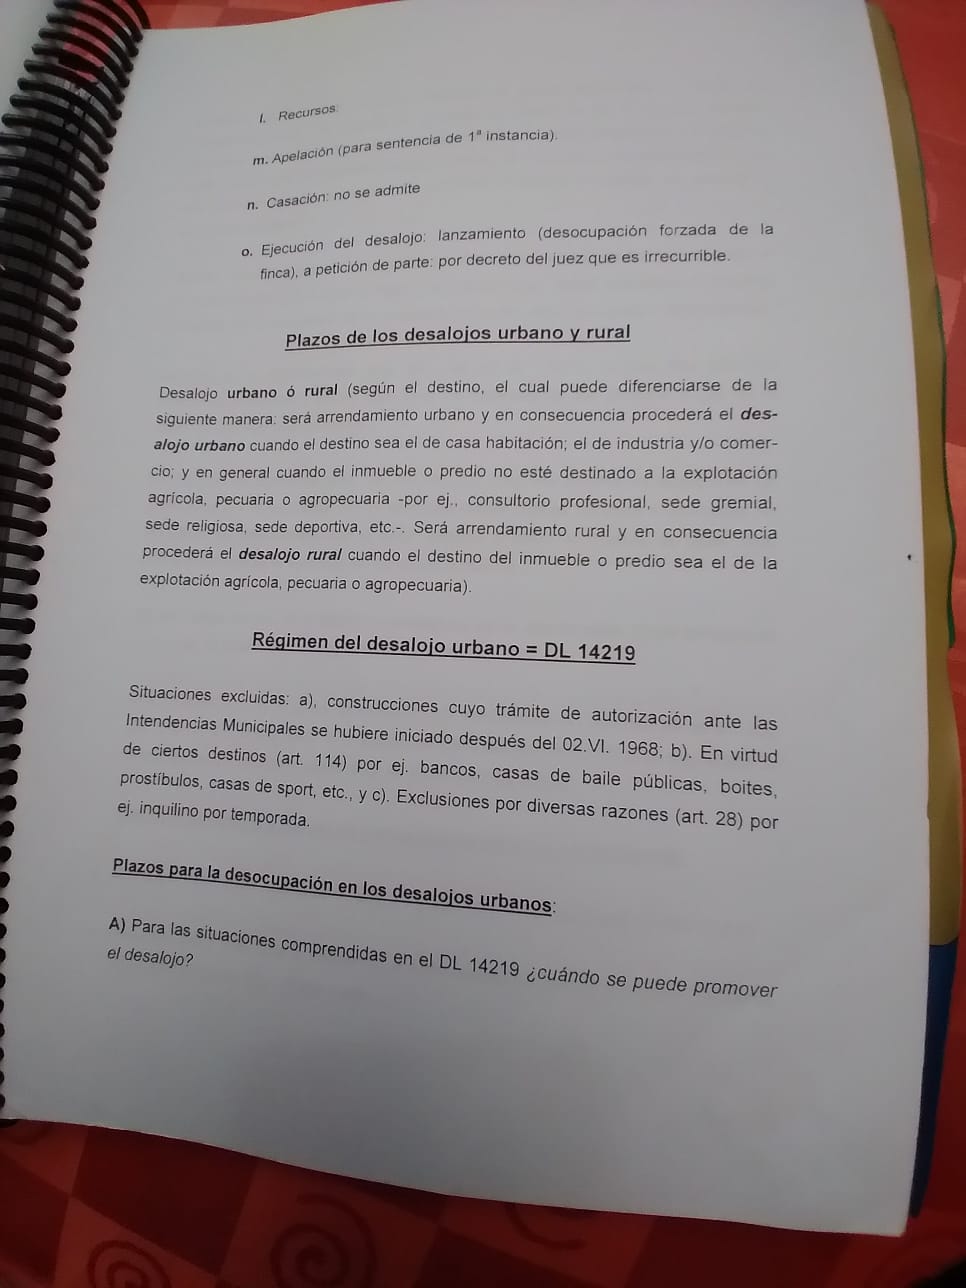 l. Recursos:
m. Apelación (para sentencia de 1ª instancia).
n. Casación: no se admite
o. Ejecución del desalojo: lanzamiento (desocupación forzada de la
finca), a petición de parte: por decreto del juez que es irrecurrible.
Plazos de los desalojos urbano y rural
Desalojo urbano ó rural (según el destino, el cual puede diferenciarse de la
siguiente manera: será arrendamiento urbano y en consecuencia procederá el des-
alojo urbano cuando el destino sea el de casa habitación; el de industria y/o comer-
cio; y en general cuando el inmueble o predio no esté destinado a la explotación
agrícola, pecuaria o agropecuaria -por ej., consultorio profesional, sede gremial,
sede religiosa, sede deportiva, etc.-. Será arrendamiento rural y en consecuencia
procederá el desalojo rural cuando el destino del inmueble o predio sea el de la
explotación agrícola, pecuaria o agropecuaria).
Régimen del desalojo urbano = DL 14219
Situaciones excluidas: a), construcciones cuyo trámite de autorización ante las
Intendencias Municipales se hubiere iniciado después del 02.VI. 1968; b). En virtud
de ciertos destinos (art. 114) por ej. bancos, casas de baile públicas, boites,
prostíbulos, casas de sport, etc., y c). Exclusiones por diversas razones (art. 28) por
ej. inquilino por temporada.
Plazos para la desocupación en los desalojos urbanos:
A) Para las situaciones comprendidas en el DL 14219 ¿cuándo se puede promover
el desalojo?